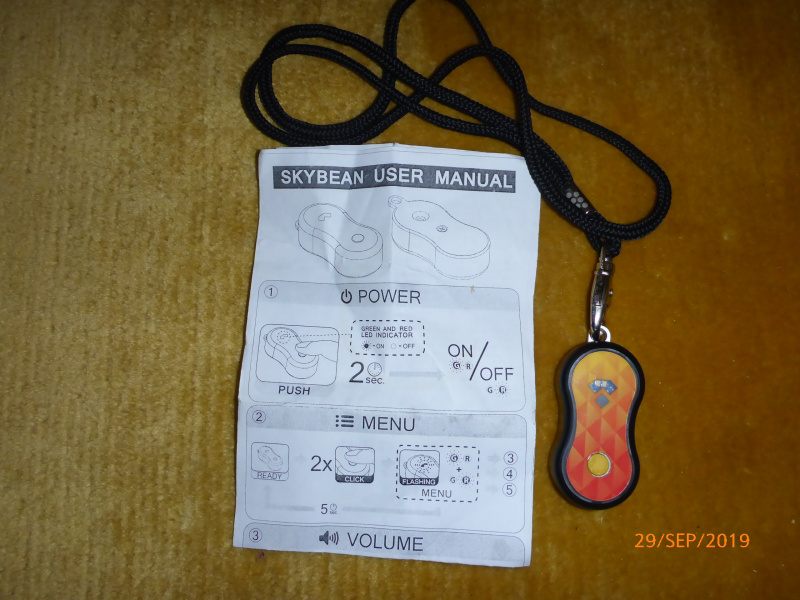 SKYBEAN USER MANUAL
1 POWER
GREEN AND RED
LED INDICATOR
= ON = OFF
PUSH
2 sec.
ON/OFF
G R
G R
2 MENU
READY
2x
CLICK
FLASHING
G R
+
G R
MENU
3
4
5
5 sec
3 VOLUME
29/SEP/2019